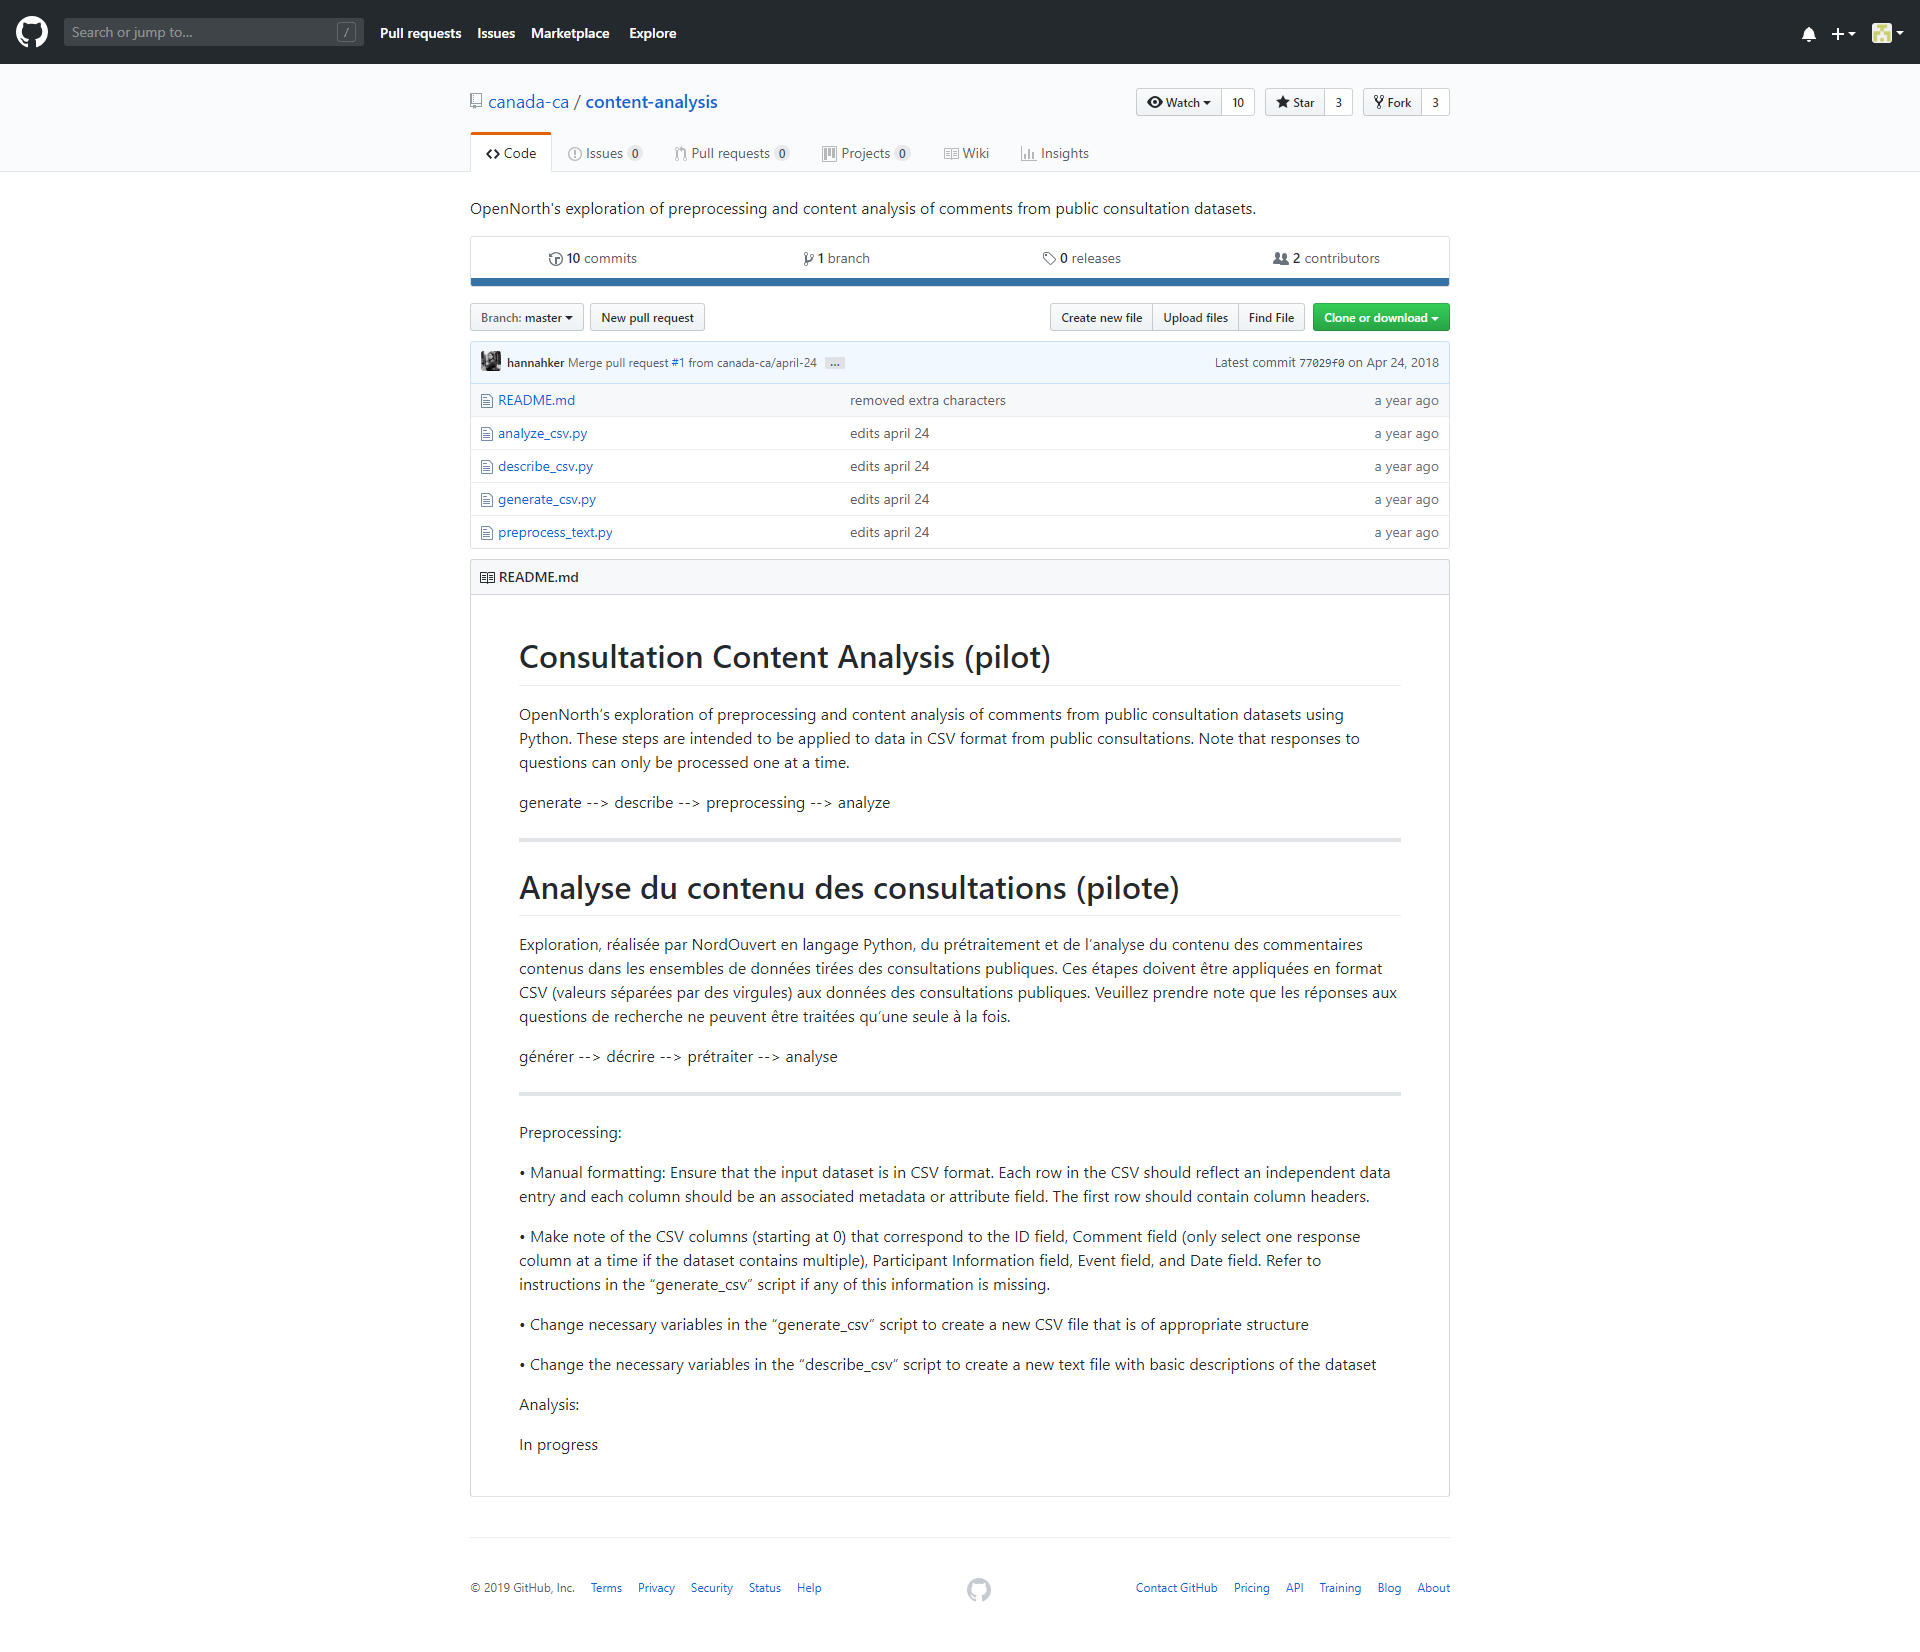 Search or jump to... /
Pull requests Issues Marketplace Explore
canada-ca / content-analysis
Watch 10 Star 3 Fork 3
Code Issues 0 Pull requests 0 Projects 0 Wiki Insights
OpenNorth's exploration of preprocessing and content analysis of comments from public consultation datasets.
10 commits 1 branch 0 releases 2 contributors
Branch: master New pull request Create new file Upload files Find File Clone or download
hannahker Merge pull request #1 from canada-ca/april-24 ... Latest commit 77029f0 on Apr 24, 2018
README.md removed extra characters a year ago
analyze_csv.py edits april 24 a year ago
describe_csv.py edits april 24 a year ago
generate_csv.py edits april 24 a year ago
preprocess_text.py edits april 24 a year ago
README.md
Consultation Content Analysis (pilot)
OpenNorth's exploration of preprocessing and content analysis of comments from public consultation datasets using
Python. These steps are intended to be applied to data in CSV format from public consultations. Note that responses to
questions can only be processed one at a time.
generate --> describe --> preprocessing --> analyze
Analyse du contenu des consultations (pilote)
Exploration, réalisée par NordOuvert en langage Python, du prétraitement et de l'analyse du contenu des commentaires
contenus dans les ensembles de données tirées des consultations publiques. Ces étapes doivent être appliquées en format
CSV (valeurs séparées par des virgules) aux données des consultations publiques. Veuillez prendre note que les réponses aux
questions de recherche ne peuvent être traitées qu'une seule à la fois.
générer --> décrire --> prétraiter --> analyse
Preprocessing:
• Manual formatting: Ensure that the input dataset is in CSV format. Each row in the CSV should reflect an independent data
entry and each column should be an associated metadata or attribute field. The first row should contain column headers.
• Make note of the CSV columns (starting at 0) that correspond to the ID field, Comment field (only select one response
column at a time if the dataset contains multiple), Participant Information field, Event field, and Date field. Refer to
instructions in the “generate_csv” script if any of this information is missing.
• Change necessary variables in the “generate_csv” script to create a new CSV file that is of appropriate structure
• Change the necessary variables in the “describe_csv” script to create a new text file with basic descriptions of the dataset
Analysis:
In progress
© 2019 GitHub, Inc. Terms Privacy Security Status Help Contact GitHub Pricing API Training Blog About